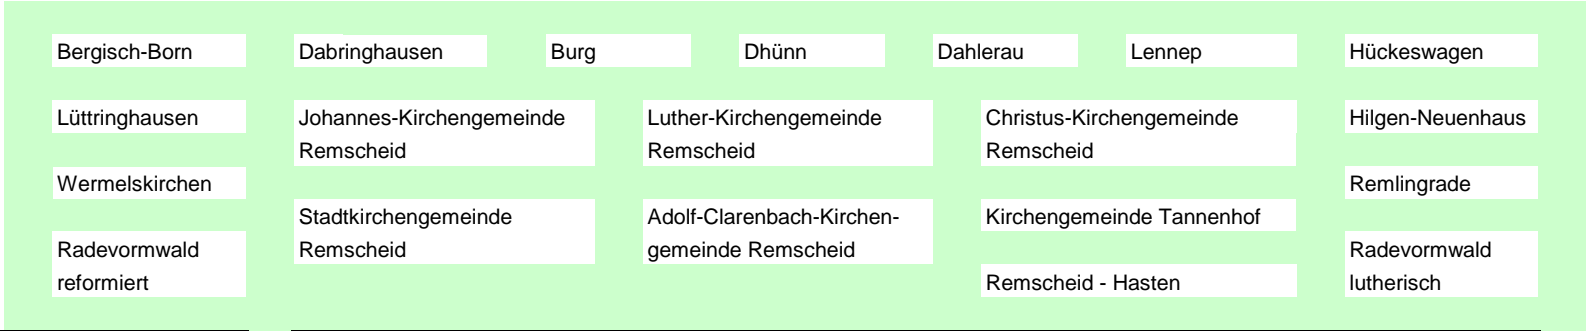 Bergisch-Born
Dabringhausen
Burg
Dhünn
Dahlerau
Lennep
Hückeswagen
Lüttringhausen
Johannes-Kirchengemeinde
Remscheid
Luther-Kirchengemeinde
Remscheid
Christus-Kirchengemeinde
Remscheid
Hilgen-Neuenhaus
Wermelskirchen
Remlingrade
Stadtkirchengemeinde
Remscheid
Adolf-Clarenbach-Kirchen-
gemeinde Remscheid
Kirchengemeinde Tannenhof
Radevormwald
reformiert
Remscheid - Hasten
Radevormwald
lutherisch